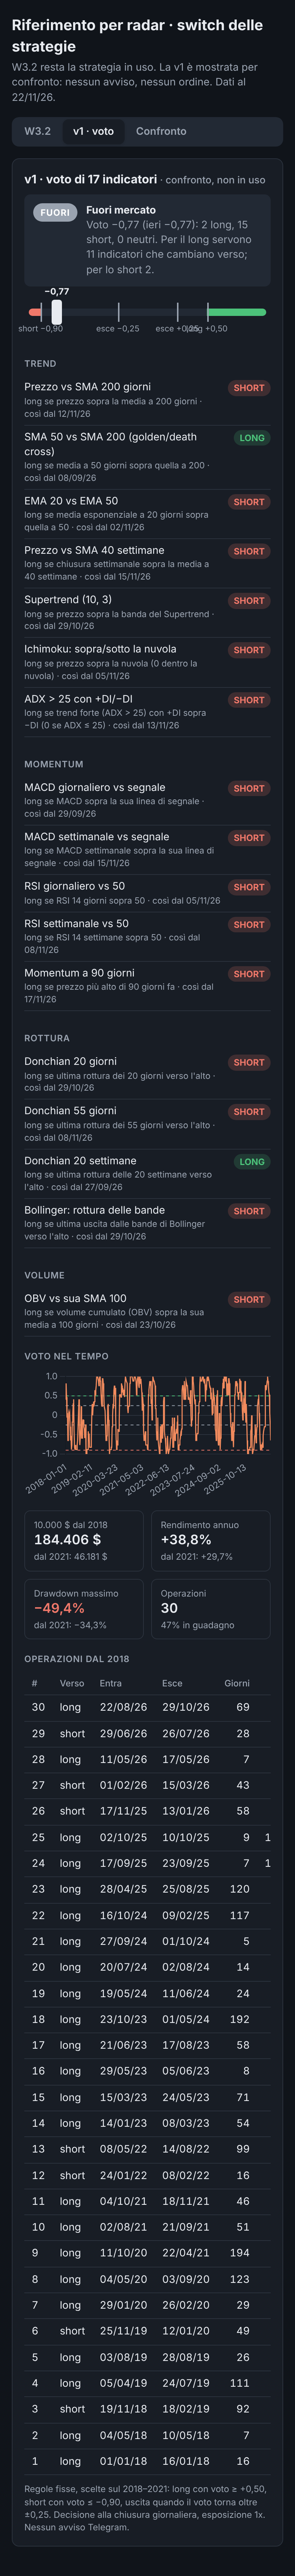 Riferimento per radar · switch delle
strategie
W3.2 resta la strategia in uso. La v1 è mostrata per
confronto: nessun avviso, nessun ordine. Dati al
22/11/26.
W3.2 v1 · voto Confronto
v1 · voto di 17 indicatori · confronto, non in uso
FUORI
Fuori mercato
Voto −0,77 (ieri −0,77): 2 long, 15
short, 0 neutri. Per il long servono
11 indicatori che cambiano verso;
per lo short 2.
−0,77
short −0,90 esce −0,25 esce +0,25 long +0,50
TREND
Prezzo vs SMA 200 giorni SHORT
long se prezzo sopra la media a 200 giorni ·
così dal 12/11/26
SMA 50 vs SMA 200 (golden/death LONG
cross)
long se media a 50 giorni sopra quella a 200 ·
così dal 08/09/26
EMA 20 vs EMA 50 SHORT
long se media esponenziale a 20 giorni sopra
quella a 50 · così dal 02/11/26
Prezzo vs SMA 40 settimane SHORT
long se chiusura settimanale sopra la media a
40 settimane · così dal 15/11/26
Supertrend (10, 3) SHORT
long se prezzo sopra la banda del Supertrend ·
così dal 29/10/26
Ichimoku: sopra/sotto la nuvola SHORT
long se prezzo sopra la nuvola (0 dentro la
nuvola) · così dal 05/11/26
ADX > 25 con +DI/−DI SHORT
long se trend forte (ADX > 25) con +DI sopra
−DI (0 se ADX ≤ 25) · così dal 13/11/26
MOMENTUM
MACD giornaliero vs segnale SHORT
long se MACD sopra la sua linea di segnale ·
così dal 29/09/26
MACD settimanale vs segnale SHORT
long se MACD settimanale sopra la sua linea di
segnale · così dal 15/11/26
RSI giornaliero vs 50 SHORT
long se RSI 14 giorni sopra 50 · così dal 05/11/26
RSI settimanale vs 50 SHORT
long se RSI 14 settimane sopra 50 · così dal
08/11/26
Momentum a 90 giorni SHORT
long se prezzo più alto di 90 giorni fa · così dal
17/11/26
ROTTURA
Donchian 20 giorni SHORT
long se ultima rottura dei 20 giorni verso l'alto ·
così dal 29/10/26
Donchian 55 giorni SHORT
long se ultima rottura dei 55 giorni verso l'alto ·
così dal 08/11/26
Donchian 20 settimane LONG
long se ultima rottura delle 20 settimane verso
l'alto · così dal 27/09/26
Bollinger: rottura delle bande SHORT
long se ultima uscita dalle bande di Bollinger
verso l'alto · così dal 29/10/26
VOLUME
OBV vs sua SMA 100 SHORT
long se volume cumulato (OBV) sopra la sua
media a 100 giorni · così dal 23/10/26
VOTO NEL TEMPO
1.0
0.5
0
-0.5
-1.0
2018-01-01 2019-02-11 2020-03-23 2021-05-03 2022-06-13 2023-07-24 2024-09-02 2025-10-13
10.000 $ dal 2018
184.406 $
dal 2021: 46.181 $
Rendimento annuo
+38,8%
dal 2021: +29,7%
Drawdown massimo
−49,4%
dal 2021: −34,3%
Operazioni
30
47% in guadagno
OPERAZIONI DAL 2018
# Verso Entra Esce Giorni
30 long 22/08/26 29/10/26 69
29 short 29/06/26 26/07/26 28
28 long 11/05/26 17/05/26 7
27 short 01/02/26 15/03/26 43
26 short 17/11/25 13/01/26 58
25 long 02/10/25 10/10/25 9 1
24 long 17/09/25 23/09/25 7 1
23 long 28/04/25 25/08/25 120
22 long 16/10/24 09/02/25 117
21 long 27/09/24 01/10/24 5
20 long 20/07/24 02/08/24 14
19 long 19/05/24 11/06/24 24
18 long 23/10/23 01/05/24 192
17 long 21/06/23 17/08/23 58
16 long 29/05/23 05/06/23 8
15 long 15/03/23 24/05/23 71
14 long 14/01/23 08/03/23 54
13 short 08/05/22 14/08/22 99
12 short 24/01/22 08/02/22 16
11 long 04/10/21 18/11/21 46
10 long 02/08/21 21/09/21 51
9 long 11/10/20 22/04/21 194
8 long 04/05/20 03/09/20 123
7 long 29/01/20 26/02/20 29
6 short 25/11/19 12/01/20 49
5 long 03/08/19 28/08/19 26
4 long 05/04/19 24/07/19 111
3 short 19/11/18 18/02/19 92
2 long 04/05/18 10/05/18 7
1 long 01/01/18 16/01/18 16
Regole fisse, scelte sul 2018–2021: long con voto ≥ +0,50,
short con voto ≤ −0,90, uscita quando il voto torna oltre
±0,25. Decisione alla chiusura giornaliera, esposizione 1x.
Nessun avviso Telegram.